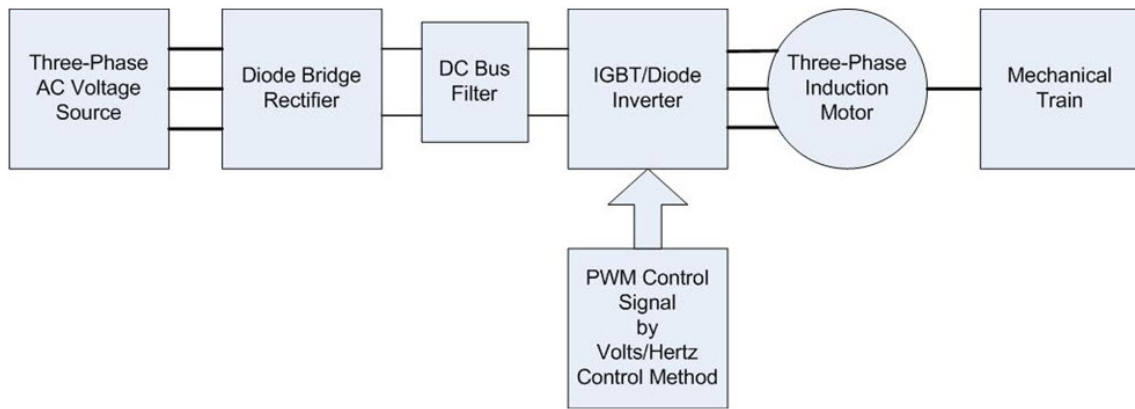 Three-Phase
AC Voltage
Source
Diode Bridge
Rectifier
DC Bus
Filter
IGBT/Diode
Inverter
Three-Phase
Induction
Motor
Mechanical
Train
PWM Control
Signal
by
Volts/Hertz
Control Method